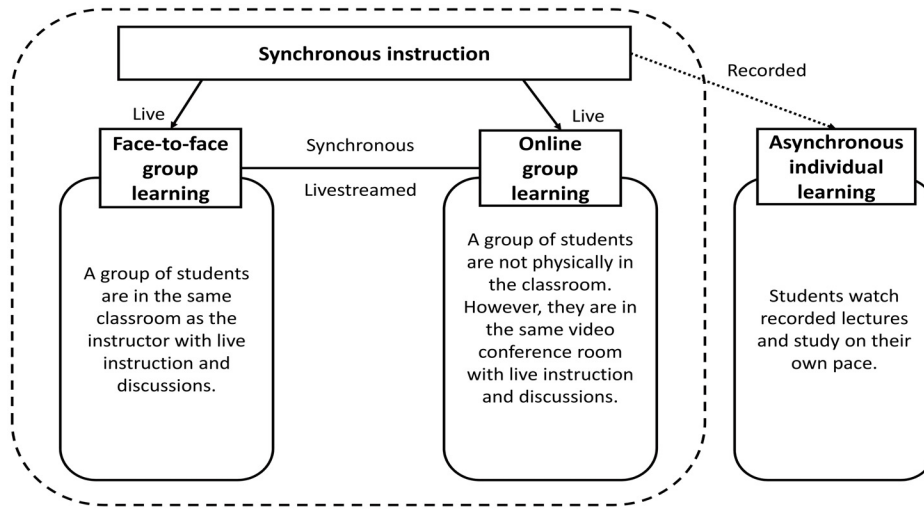 Synchronous instruction
Recorded
Live
Live
Face-to-face
group
learning
Synchronous
Livestreamed
Online
group
learning
Asynchronous
individual
learning
A group of students
are in the same
classroom as the
instructor with live
instruction and
discussions.
A group of students
are not physically in
the classroom.
However, they are in
the same video
conference room
with live instruction
and discussions.
Students watch
recorded lectures
and study on their
own pace.